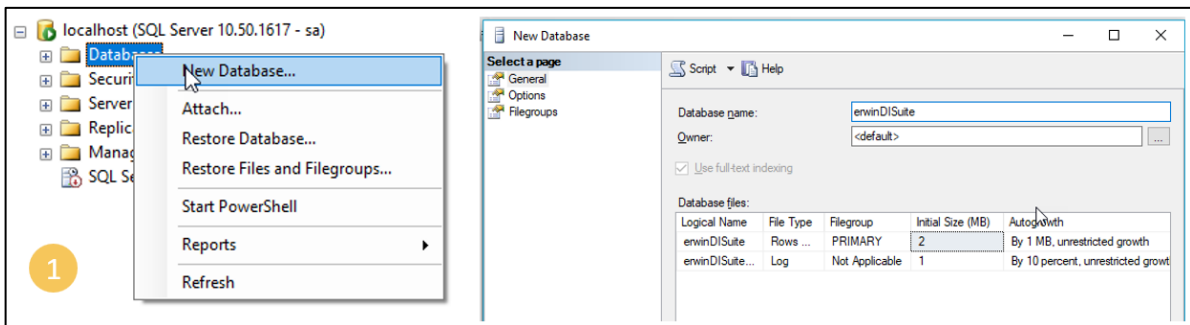 localhost (SQL Server 10.50.1617 - sa)
Databases
Securi
Server
Replic
Manag
SQL Se
New Database...
Attach...
Restore Database...
Restore Files and Filegroups...
Start PowerShell
Reports
Refresh
1
New Database
Select a page
General
Options
Filegroups
Script
Help
Database name: erwinDISuite
Owner: <default> ...
Use full-text indexing
Database files:
Logical Name File Type Filegroup Initial Size (MB) Autogrowth
erwinDISuite Rows ... PRIMARY 2 By 1 MB, unrestricted growth
erwinDISuite... Log Not Applicable 1 By 10 percent, unrestricted growt